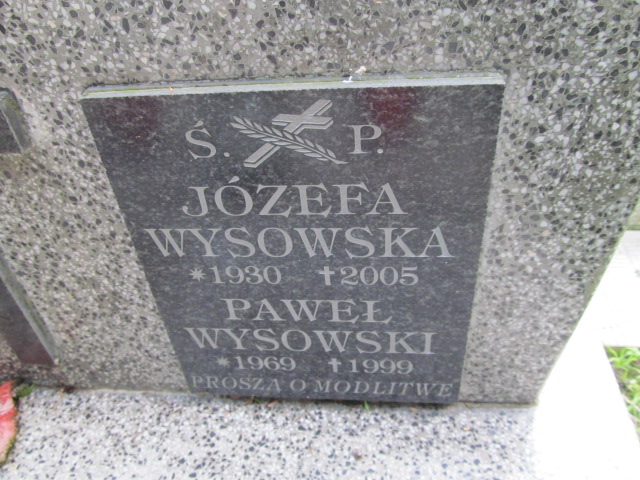 Ś. P.
JÓZEFA
WYSOWSKA
*1930 †2005
PAWEŁ
WYSOWSKI
*1969 †1999
PROSZĄ O MODLITWĘ